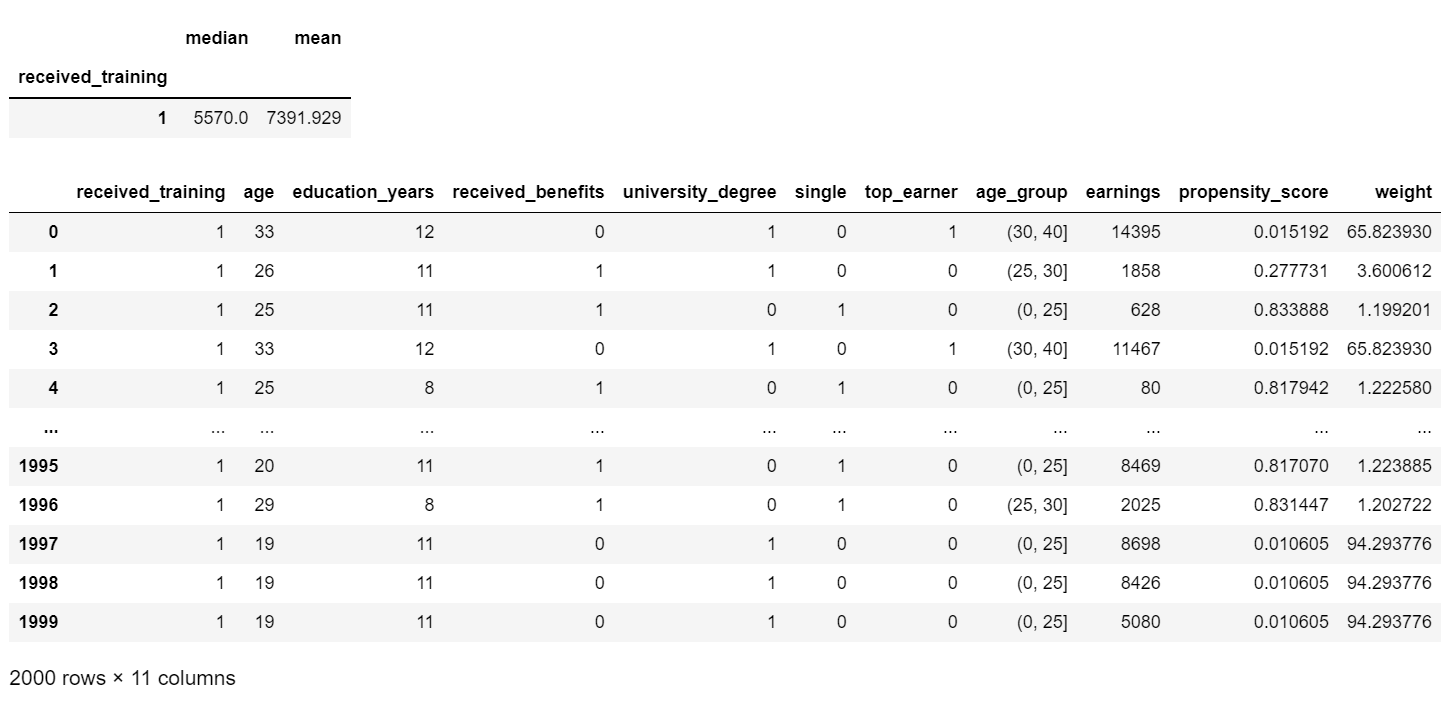 median mean
received_training
1 5570.0 7391.929
received_training age education_years received_benefits university_degree single top_earner age_group earnings propensity_score weight
0 1 33 12 0 1 0 1 (30, 40] 14395 0.015192 65.823930
1 1 26 11 1 1 0 0 (25, 30] 1858 0.277731 3.600612
2 1 25 11 1 0 1 0 (0, 25] 628 0.833888 1.199201
3 1 33 12 0 1 0 1 (30, 40] 11467 0.015192 65.823930
4 1 25 8 1 0 1 0 (0, 25] 80 0.817942 1.222580
... ... ... ... ... ... ... ... ... ... ... ...
1995 1 20 11 1 0 1 0 (0, 25] 8469 0.817070 1.223885
1996 1 29 8 1 0 1 0 (25, 30] 2025 0.831447 1.202722
1997 1 19 11 0 1 0 0 (0, 25] 8698 0.010605 94.293776
1998 1 19 11 0 1 0 0 (0, 25] 8426 0.010605 94.293776
1999 1 19 11 0 1 0 0 (0, 25] 5080 0.010605 94.293776
2000 rows × 11 columns